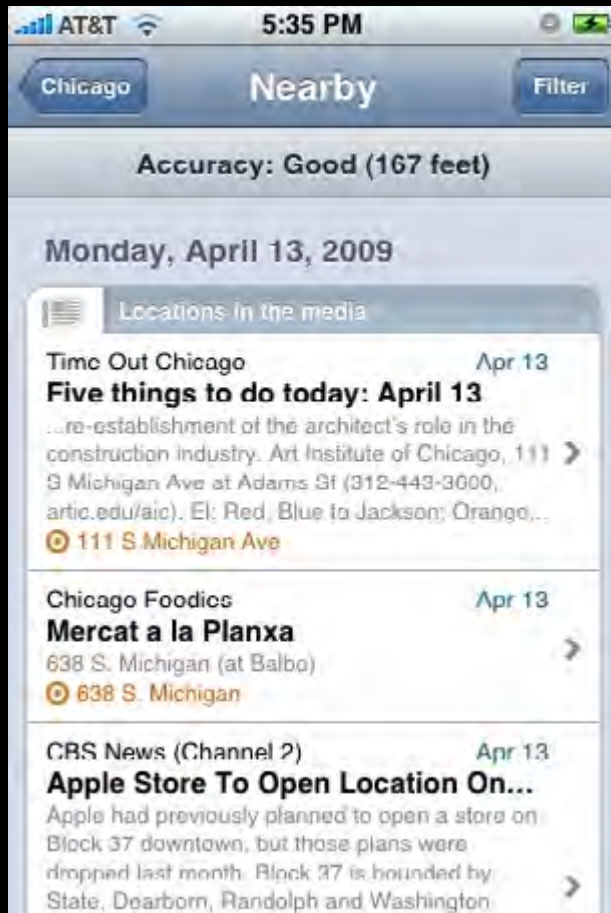 AT&T 5:35 PM
Chicago Nearby Filter
Accuracy: Good (167 feet)
Monday, April 13, 2009
Locations in the media
Time Out Chicago Apr 13
Five things to do today: April 13
...re-establishment of the architect's role in the
construction industry. Art Institute of Chicago, 111
S Michigan Ave at Adams St (312-443-3600,
artic.edu/aic). El: Red, Blue to Jackson; Orange,...
111 S Michigan Ave
Chicago Foodies Apr 13
Mercat a la Planxa
638 S. Michigan (at Balbo)
638 S. Michigan
CBS News (Channel 2) Apr 13
Apple Store To Open Location On...
Apple had previously planned to open a store on
Block 37 downtown, but those plans were
dropped last month. Block 37 is bounded by
State, Dearborn, Randolph and Washington